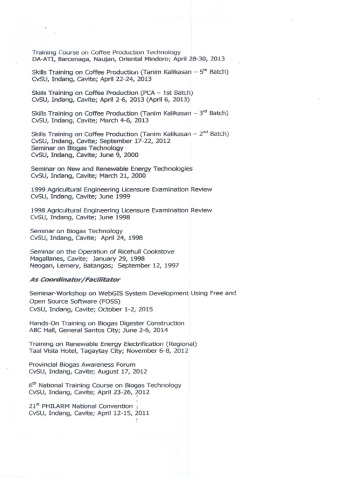 Training Course on Coffee Production Technology
DA-ATI, Barcenaga, Naujan, Oriental Mindoro; April 28-30, 2013
Skills Training on Coffee Production (Tanim Kalikasan – 5th Batch)
CvSU, Indang, Cavite; April 22-24, 2013
Skills Training on Coffee Production (PCA – 1st Batch)
CvSU, Indang, Cavite; April 2-6, 2013 (April 6, 2013)
Skills Training on Coffee Production (Tanim Kalikasan – 3rd Batch)
CvSU, Indang, Cavite; March 4-6, 2013
Skills Training on Coffee Production (Tanim Kalikasan – 2nd Batch)
CvSU, Indang, Cavite; September 17-22, 2012
Seminar on Biogas Technology
CvSU, Indang, Cavite; June 9, 2000
Seminar on New and Renewable Energy Technologies
CvSU, Indang, Cavite; March 21, 2000
1999 Agricultural Engineering Licensure Examination Review
CvSU, Indang, Cavite; June 1999
1998 Agricultural Engineering Licensure Examination Review
CvSU, Indang, Cavite; June 1998
Seminar on Biogas Technology
CvSU, Indang, Cavite; April 24, 1998
Seminar on the Operation of Ricehull Cookstove
Magallanes, Cavite; January 29, 1998
Neogan, Lemery, Batangas; September 12, 1997
As Coordinator/Facilitator
Seminar-Workshop on WebGIS System Development Using Free and
Open Source Software (FOSS)
CvSU, Indang, Cavite; October 1-2, 2015
Hands-On Training on Biogas Digester Construction
ABC Hall, General Santos City; June 2-6, 2014
Training on Renewable Energy Electrification (Regional)
Taal Vista Hotel, Tagaytay City; November 6-8, 2012
Provincial Biogas Awareness Forum
CvSU, Indang, Cavite; August 17, 2012
6th National Training Course on Biogas Technology
CvSU, Indang, Cavite; April 23-26, 2012
21st PHILARM National Convention
CvSU, Indang, Cavite; April 12-15, 2011